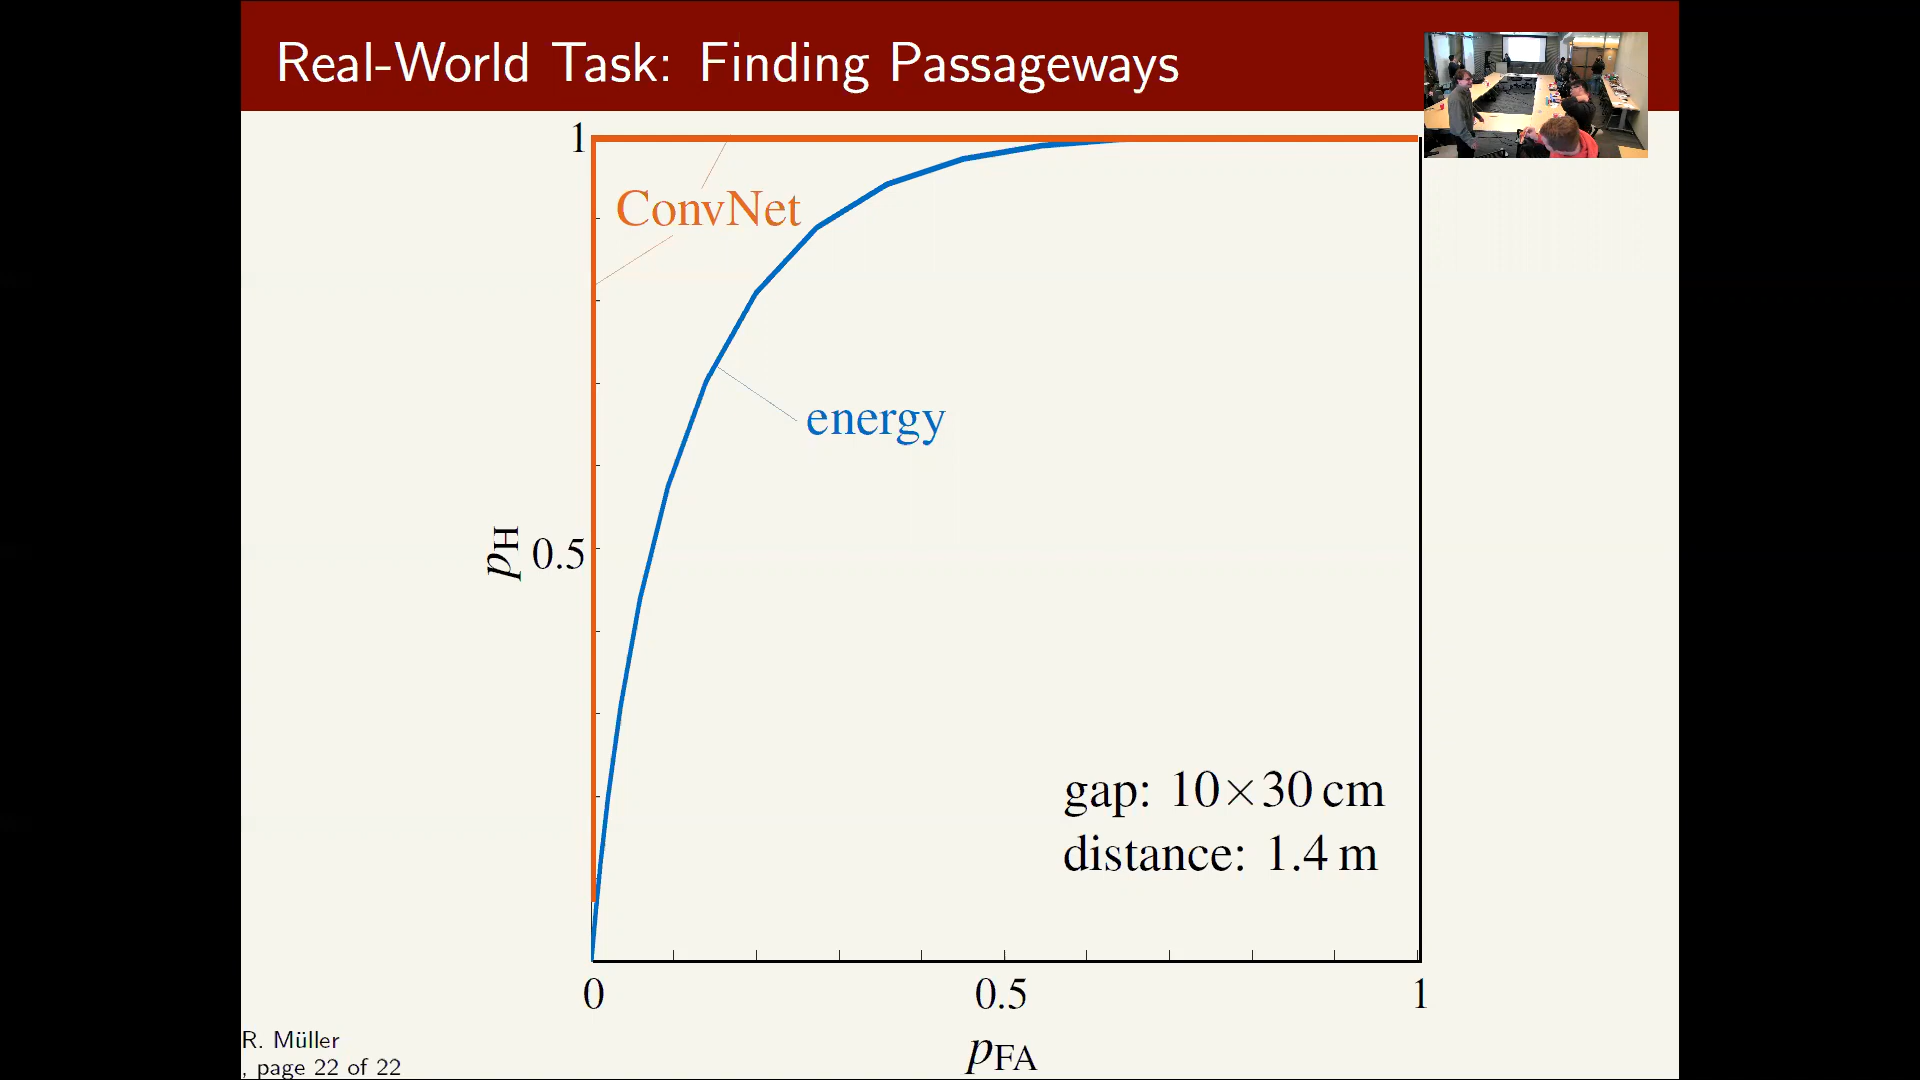 Real-World Task: Finding Passageways
1
ConvNet
energy
pH
0.5
gap: 10×30 cm
distance: 1.4 m
0
0.5
1
pFA
R. Müller
, page 22 of 22